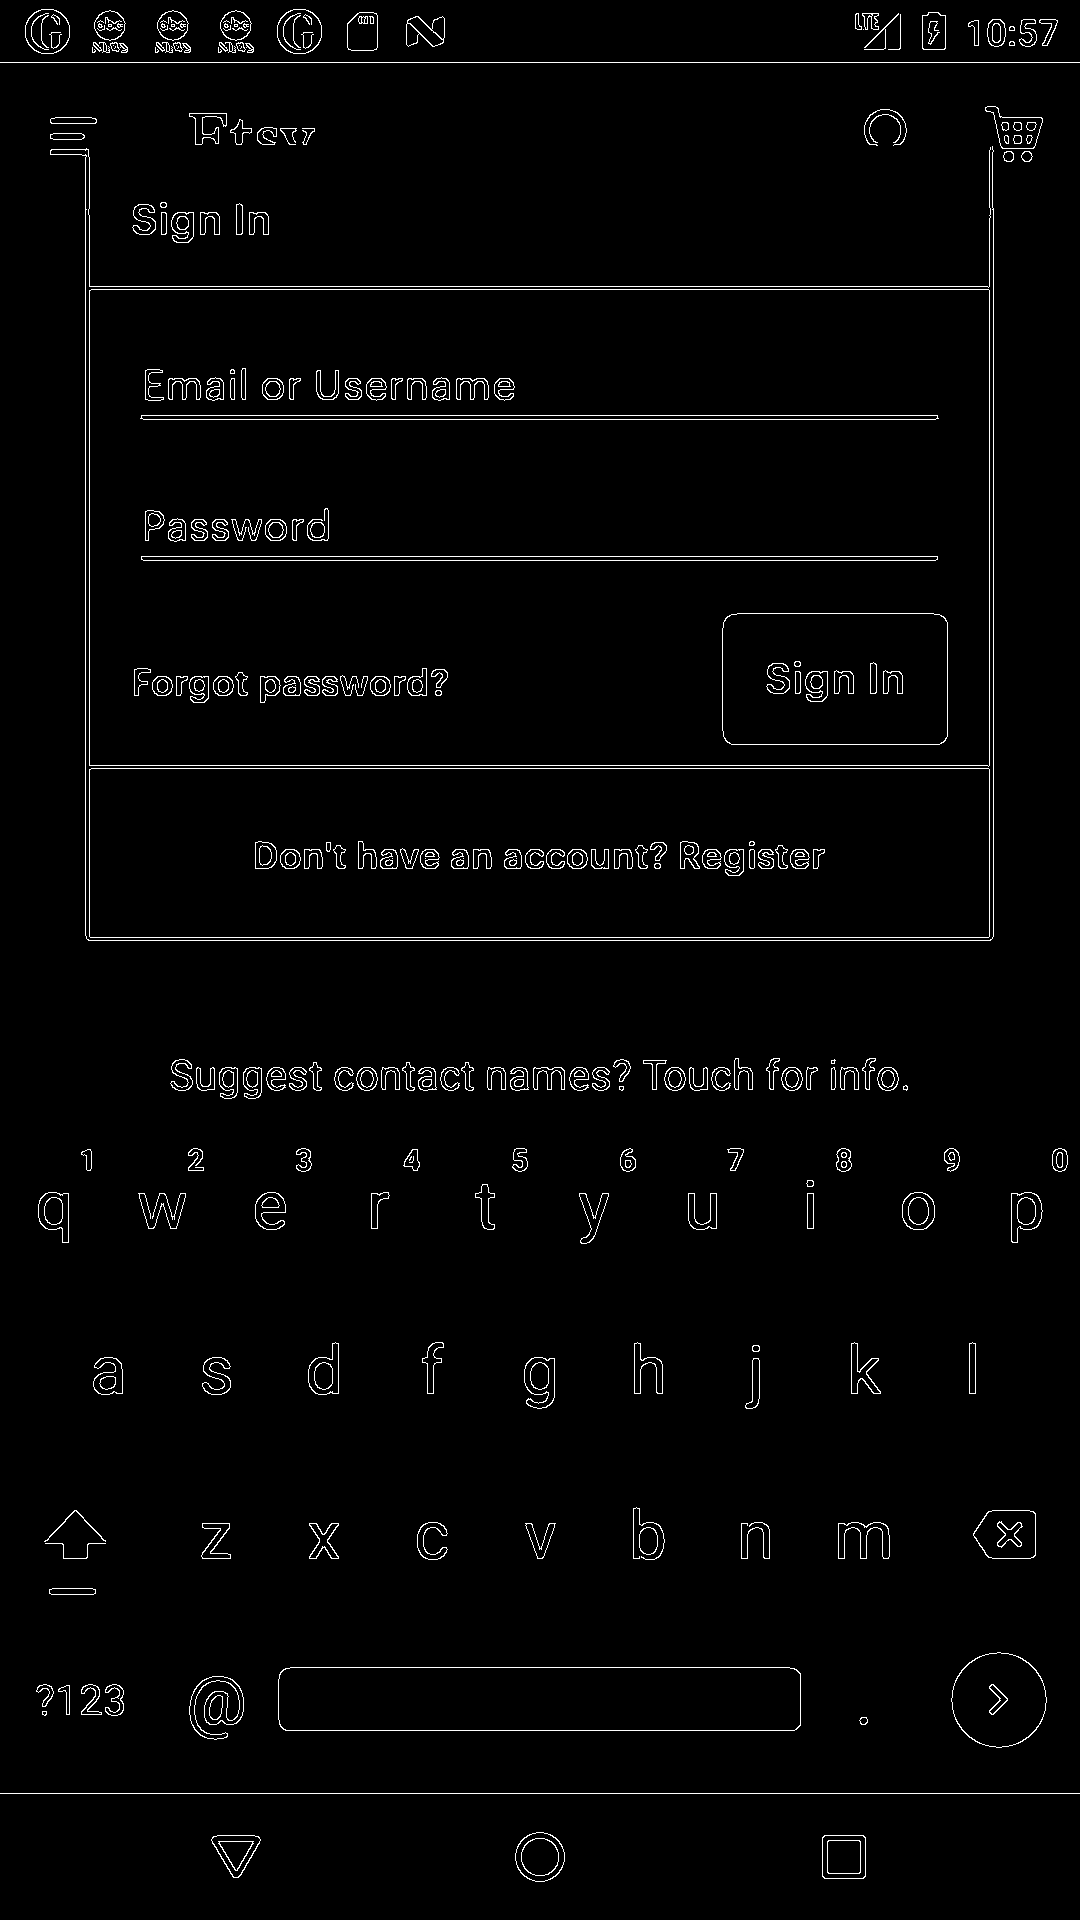 LTE 10:57
Etsy
Sign In
Email or Username
Password
Forgot password?
Sign In
Don't have an account? Register
Suggest contact names? Touch for info.
1 2 3 4 5 6 7 8 9 0
q w e r t y u i o p
a s d f g h j k l
z x c v b n m
?123 @ .